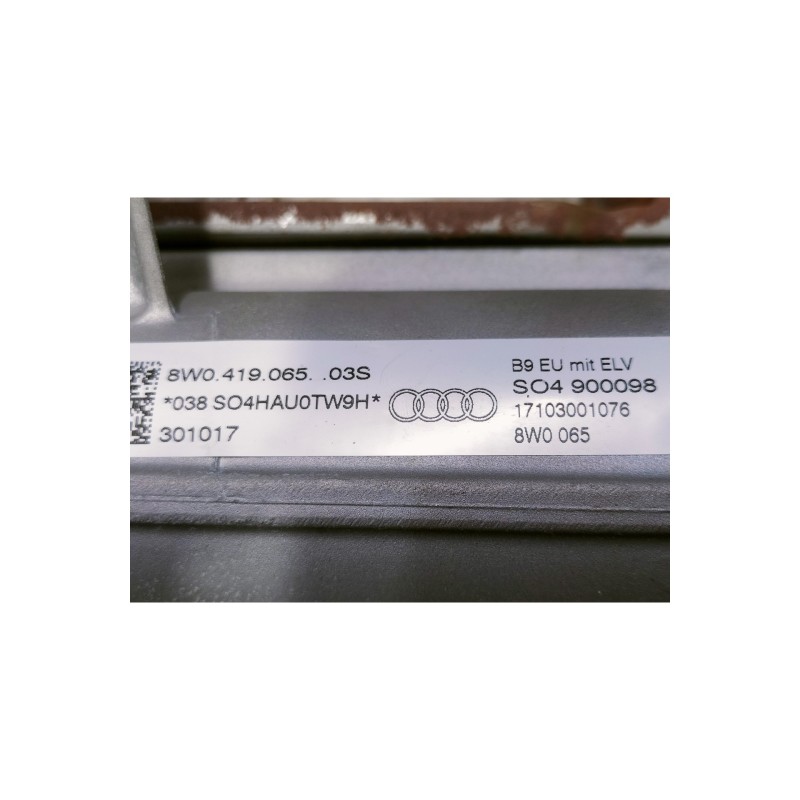 8W0.419.065. .03S
*038 SO4HAU0TW9H*
301017
B9 EU mit ELV
SO4 900098
17103001076
8W0 065